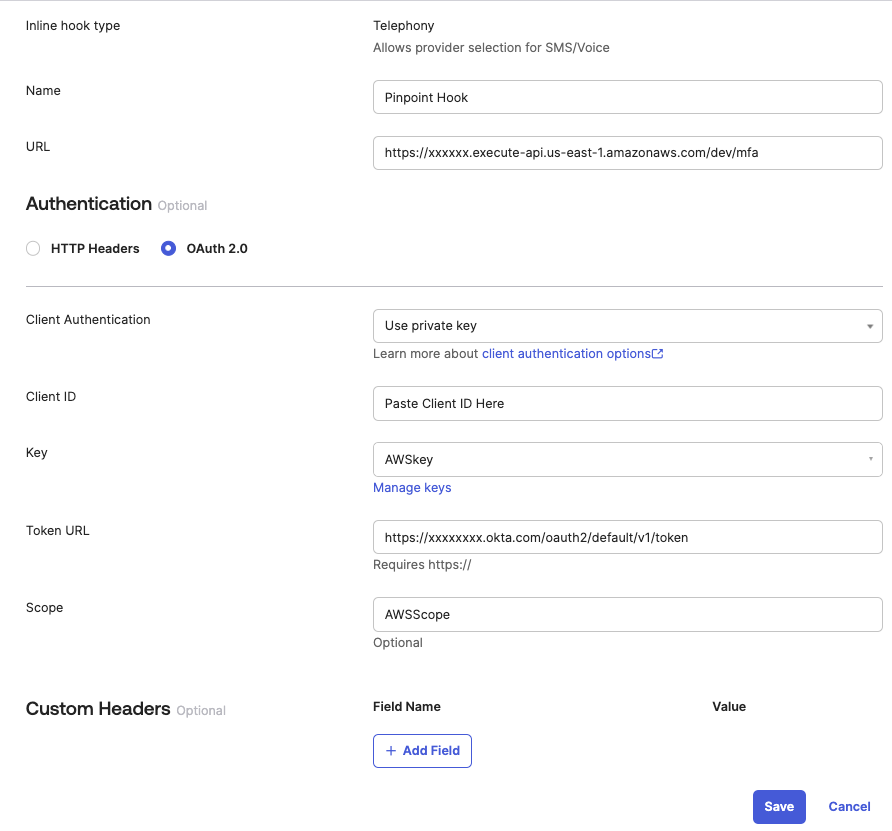 Inline hook type
Telephony
Allows provider selection for SMS/Voice
Name
Pinpoint Hook
URL
https://xxxxxx.execute-api.us-east-1.amazonaws.com/dev/mfa
Authentication Optional
HTTP Headers OAuth 2.0
Client Authentication
Use private key
Learn more about client authentication options
Client ID
Paste Client ID Here
Key
AWSkey
Manage keys
Token URL
https://xxxxxxxx.okta.com/oauth2/default/v1/token
Requires https://
Scope
AWSScope
Optional
Custom Headers Optional
Field Name Value
+ Add Field
Save Cancel